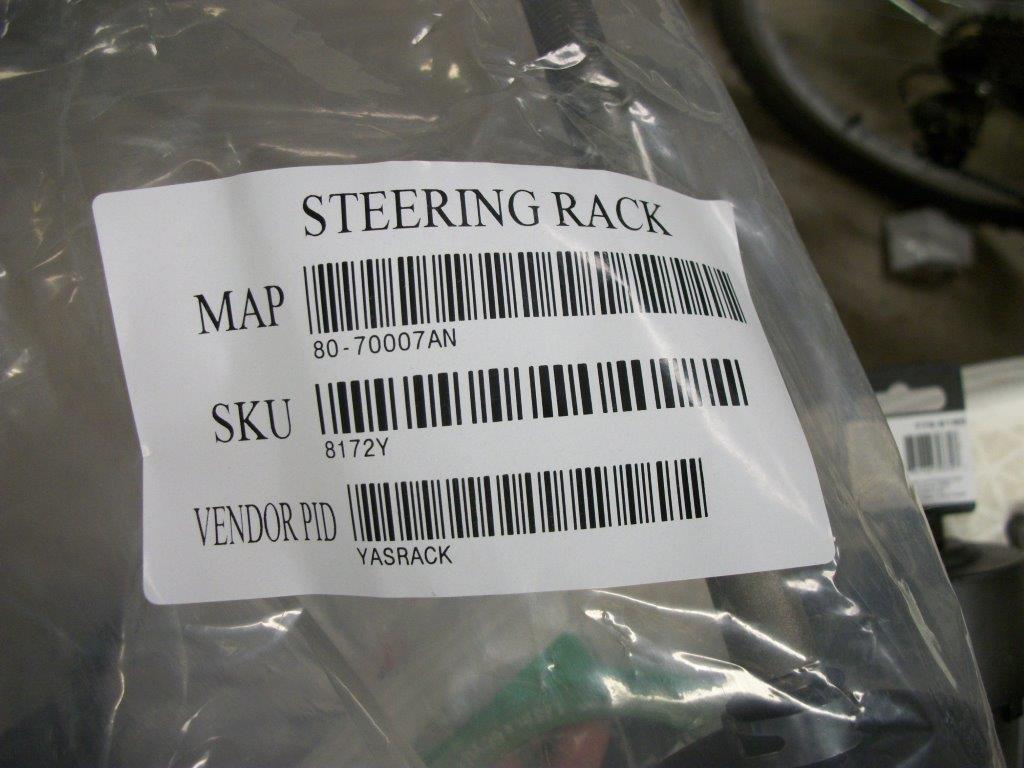 STEERING RACK
MAP
80-70007AN
SKU
8172Y
VENDOR PID
YASRACK